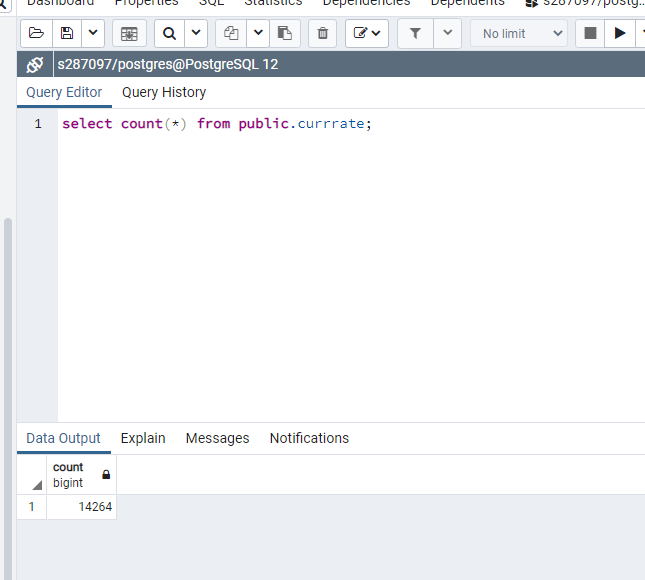 Dashboard Properties SQL Statistics Dependencies Dependents s287097/postg...
No limit
s287097/postgres@PostgreSQL 12
Query Editor Query History
1 select count(*) from public.currrate;
Data Output Explain Messages Notifications
count
bigint
1 14264